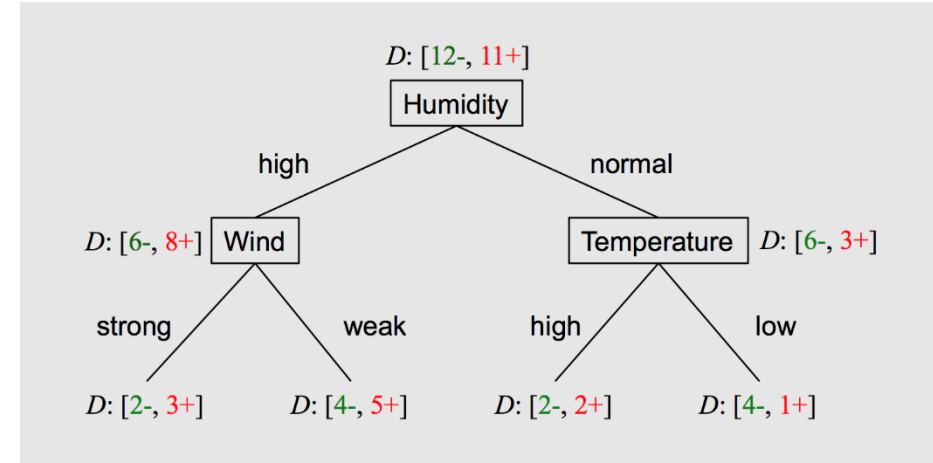 D: [12-, 11+]
Humidity
high normal
D: [6-, 8+] Wind Temperature D: [6-, 3+]
strong weak high low
D: [2-, 3+] D: [4-, 5+] D: [2-, 2+] D: [4-, 1+]